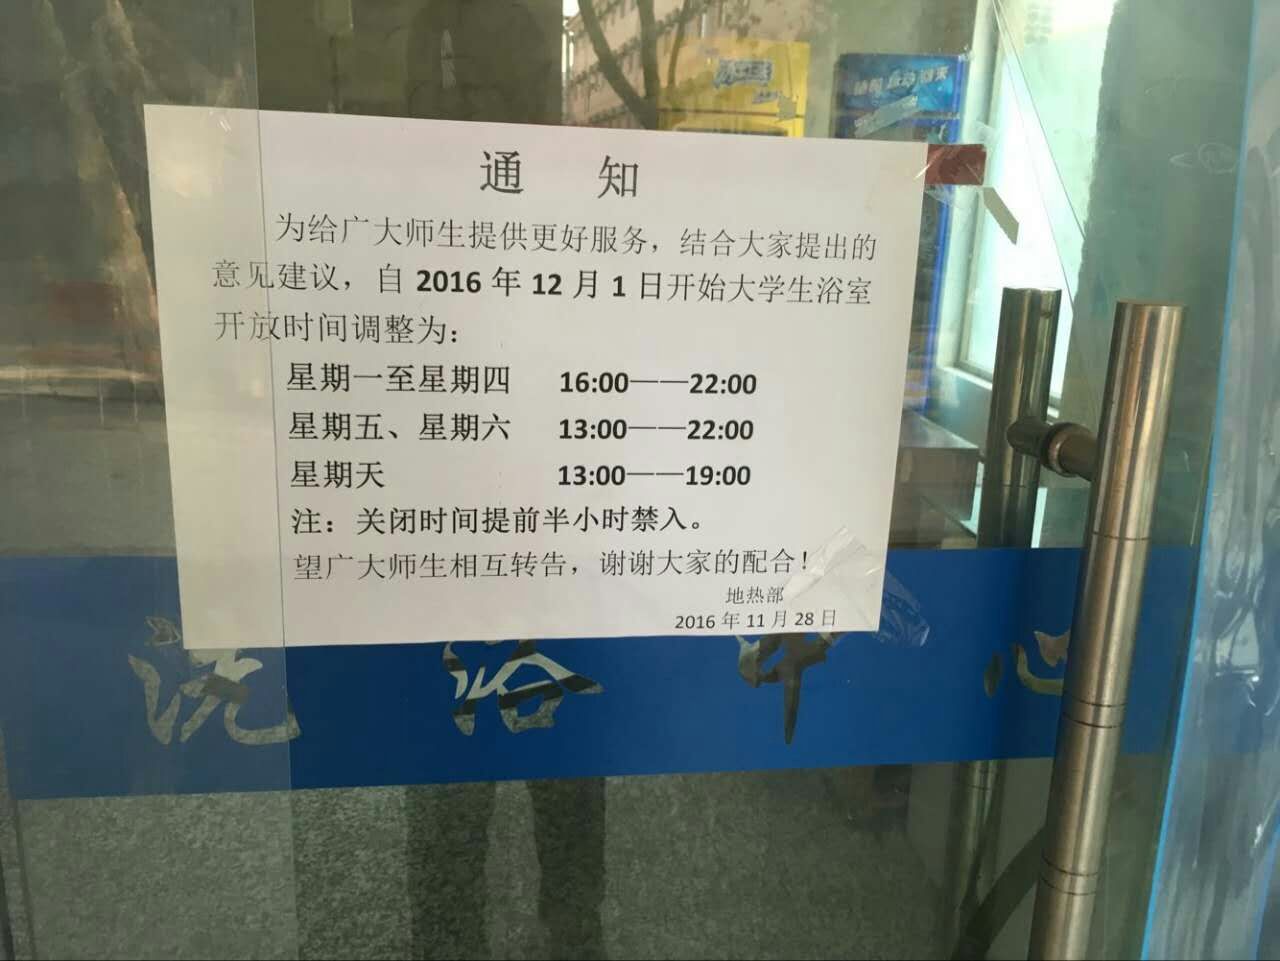 通 知
为给广大师生提供更好服务，结合大家提出的
意见建议，自 2016 年 12 月 1 日开始大学生浴室
开放时间调整为：
星期一至星期四 16:00——22:00
星期五、星期六 13:00——22:00
星期天 13:00——19:00
注：关闭时间提前半小时禁入。
望广大师生相互转告，谢谢大家的配合！
地热部
2016 年 11 月 28 日
洗浴中心